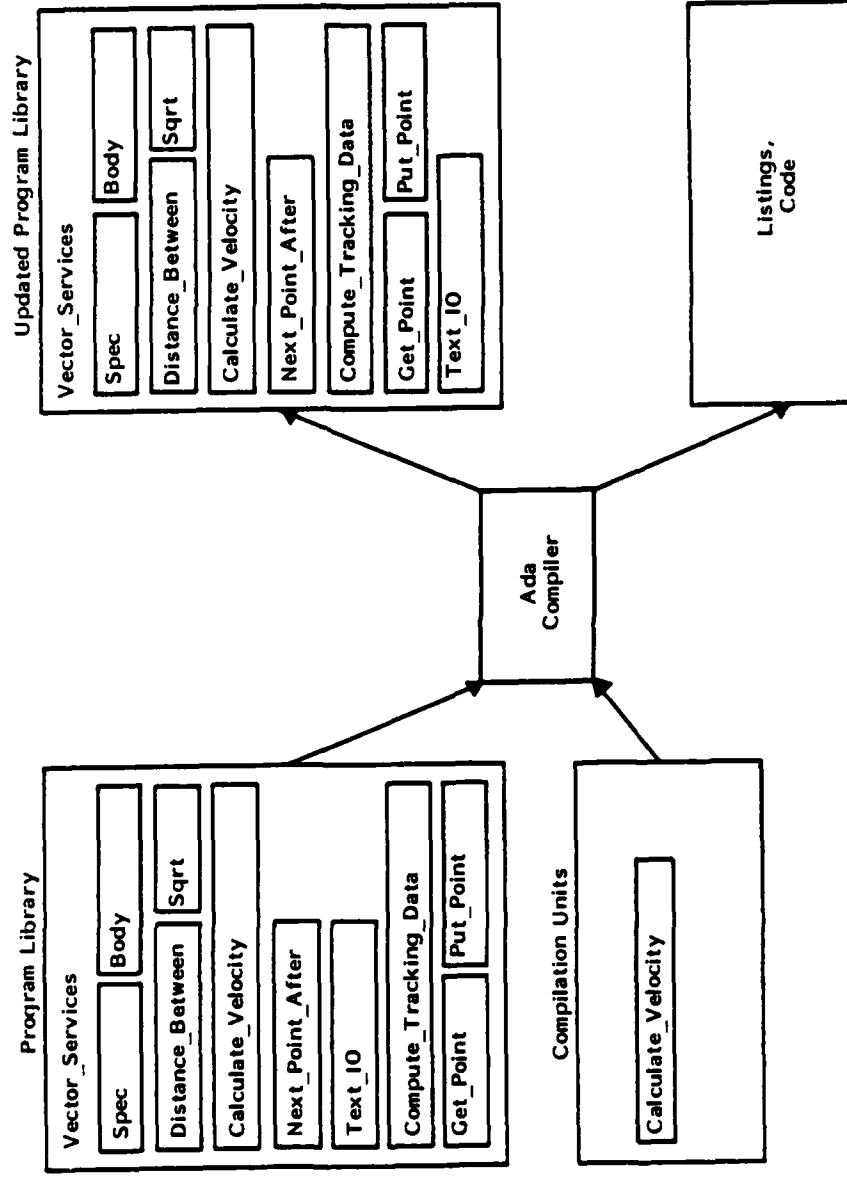 Program Library
Vector_Services
Spec
Body
Distance_Between
Sqrt
Calculate_Velocity
Next_Point_After
Text_IO
Compute_Tracking_Data
Get_Point
Put_Point
Compilation Units
Calculate_Velocity
Ada
Compiler
Updated Program Library
Vector_Services
Spec
Body
Distance_Between
Sqrt
Calculate_Velocity
Next_Point_After
Compute_Tracking_Data
Get_Point
Put_Point
Text_IO
Listings,
Code